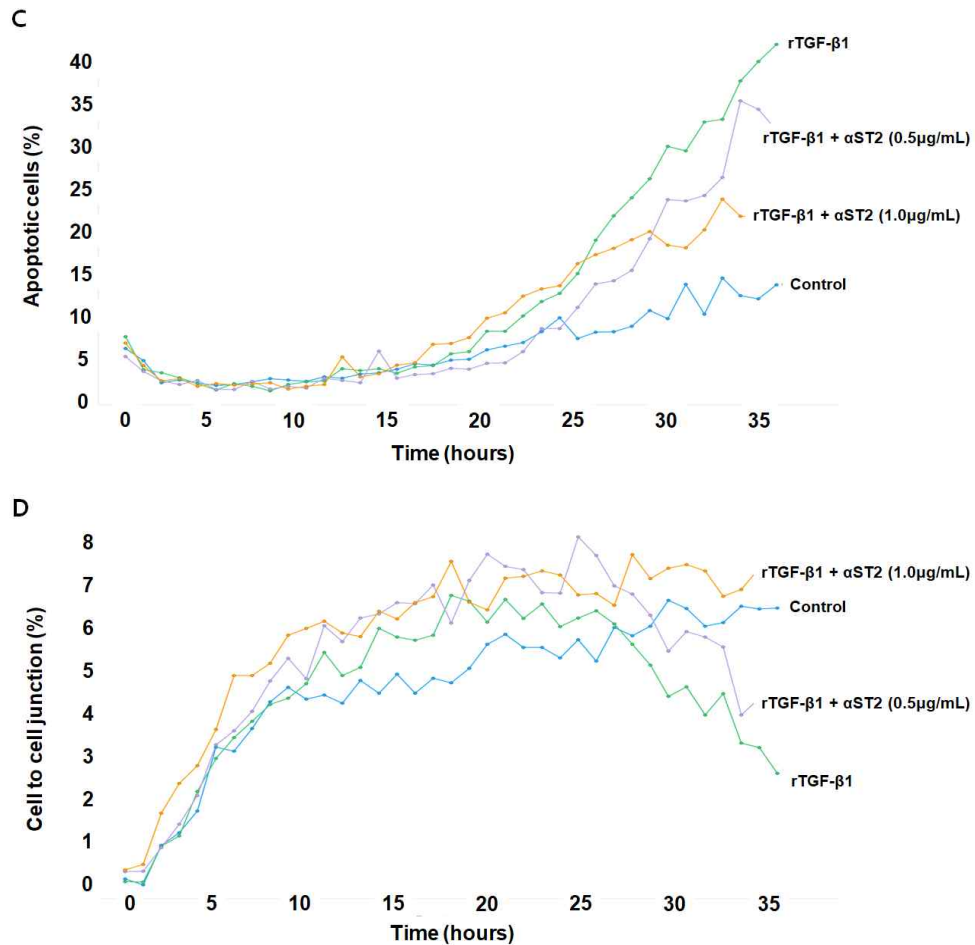 C
Apoptotic cells (%)
40
35
30
25
20
15
10
5
0
rTGF-β1
rTGF-β1 + αST2 (0.5µg/mL)
rTGF-β1 + αST2 (1.0µg/mL)
Control
0 5 10 15 20 25 30 35
Time (hours)
D
Cell to cell junction (%)
8
7
6
5
4
3
2
1
0
rTGF-β1 + αST2 (1.0µg/mL)
Control
rTGF-β1 + αST2 (0.5µg/mL)
rTGF-β1
0 5 10 15 20 25 30 35
Time (hours)